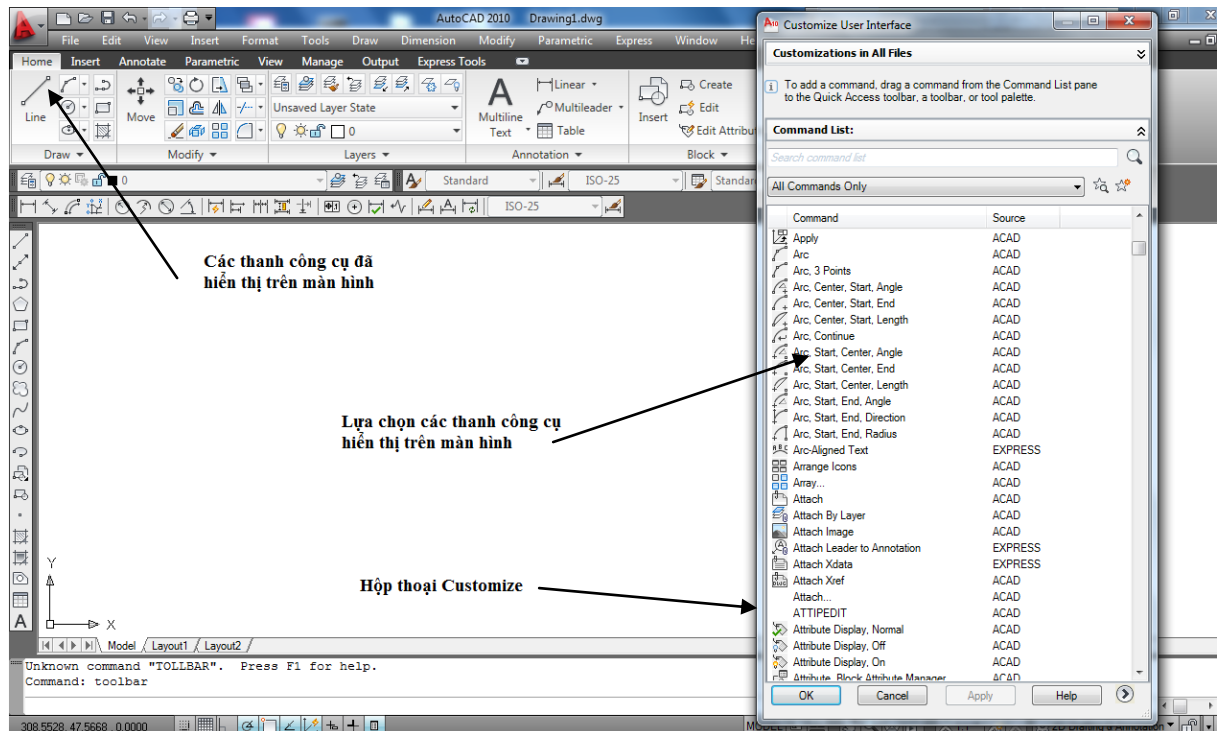 AutoCAD 2010 Drawing1.dwg
File Edit View Insert Format Tools Draw Dimension Modify Parametric Express Window He
Home Insert Annotate Parametric View Manage Output Express Tools
Line
Move
Unsaved Layer State
0
Multiline
Text
Linear
Multileader
Table
Insert
Create
Edit
Edit Attribu
Draw Modify Layers Annotation Block
0
Standard
ISO-25
Standar
ISO-25
Các thanh công cụ đã
hiển thị trên màn hình
Lựa chọn các thanh công cụ
hiển thị trên màn hình
Hộp thoại Customize
Y
X
Model Layout1 Layout2
Unknown command "TOLLBAR". Press F1 for help.
Command: toolbar
308.5528, 47.5668, 0.0000
Customize User Interface
Customizations in All Files
To add a command, drag a command from the Command List pane
to the Quick Access toolbar, a toolbar, or tool palette.
Command List:
Search command list
All Commands Only
Command Source
Apply ACAD
Arc ACAD
Arc, 3 Points ACAD
Arc, Center, Start, Angle ACAD
Arc, Center, Start, End ACAD
Arc, Center, Start, Length ACAD
Arc, Continue ACAD
Arc, Start, Center, Angle ACAD
Arc, Start, Center, End ACAD
Arc, Start, Center, Length ACAD
Arc, Start, End, Angle ACAD
Arc, Start, End, Direction ACAD
Arc, Start, End, Radius ACAD
Arc-Aligned Text EXPRESS
Arrange Icons ACAD
Array... ACAD
Attach ACAD
Attach By Layer ACAD
Attach Image ACAD
Attach Leader to Annotation EXPRESS
Attach Xdata EXPRESS
Attach Xref ACAD
Attach... ACAD
ATTIPEDIT ACAD
Attribute Display, Normal ACAD
Attribute Display, Off ACAD
Attribute Display, On ACAD
Attribute, Block Attribute Manager ACAD
OK Cancel Apply Help